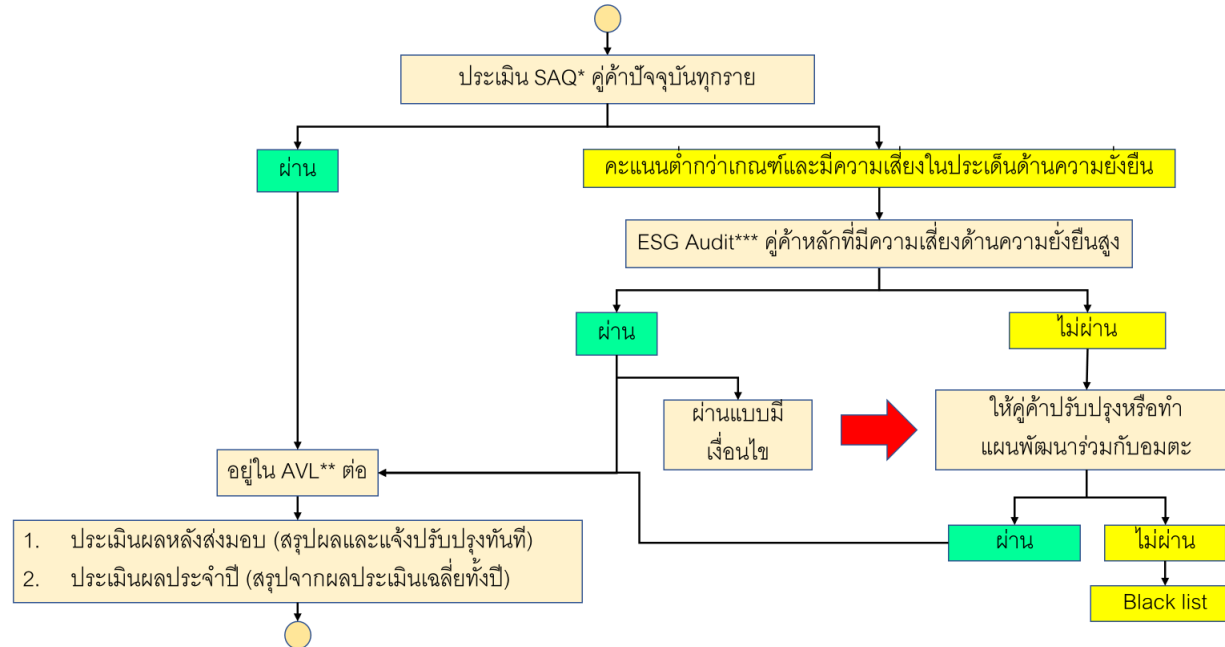 ประเมิน SAQ* คู่ค้าปัจจุบันทุกราย
ผ่าน
คะแนนต่ำกว่าเกณฑ์และมีความเสี่ยงในประเด็นด้านความยั่งยืน
ESG Audit*** คู่ค้าหลักที่มีความเสี่ยงด้านความยั่งยืนสูง
ผ่าน
ไม่ผ่าน
ผ่านแบบมี
เงื่อนไข
ให้คู่ค้าปรับปรุงหรือทำ
แผนพัฒนาร่วมกับอมตะ
อยู่ใน AVL** ต่อ
1. ประเมินผลหลังส่งมอบ (สรุปผลและแจ้งปรับปรุงทันที)
2. ประเมินผลประจำปี (สรุปจากผลประเมินเฉลี่ยทั้งปี)
ผ่าน
ไม่ผ่าน
Black list